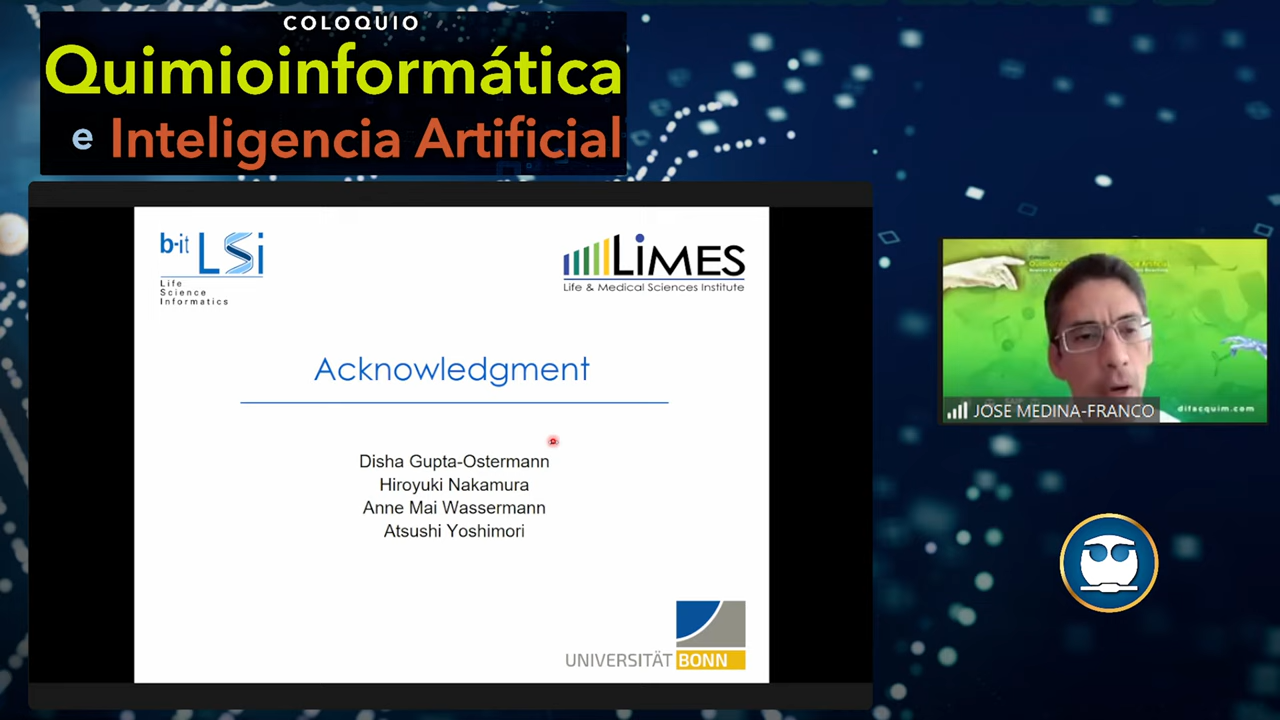 COLOQUIO
Quimioinformática
e Inteligencia Artificial
b-it LSi
Life
Science
Informatics
LIMES
Life & Medical Sciences Institute
Acknowledgment
Disha Gupta-Ostermann
Hiroyuki Nakamura
Anne Mai Wassermann
Atsushi Yoshimori
UNIVERSITÄT BONN
JOSE MEDINA-FRANCO
difacquim.com